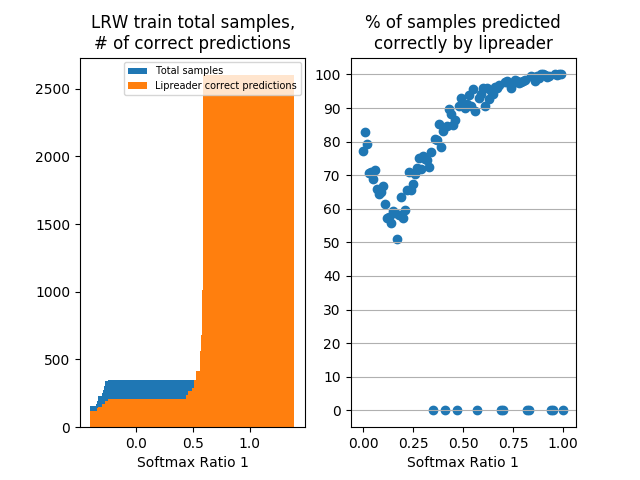 LRW train total samples,
# of correct predictions
Total samples
Lipreader correct predictions
2500
2000
1500
1000
500
0
0.0 0.5 1.0
Softmax Ratio 1
% of samples predicted
correctly by lipreader
100
90
80
70
60
50
40
30
20
10
0
0.00 0.25 0.50 0.75 1.00
Softmax Ratio 1